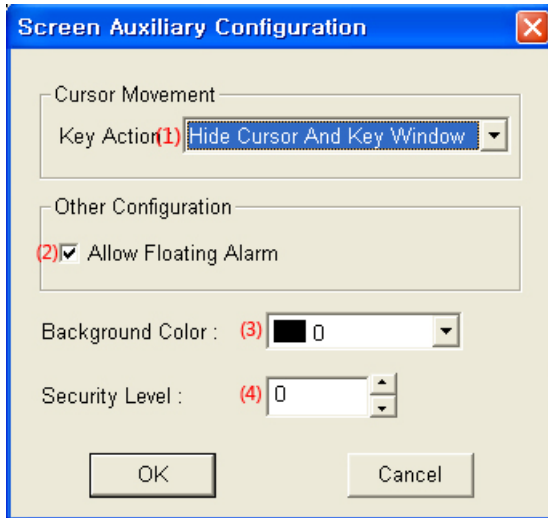 Screen Auxiliary Configuration
Cursor Movement
Key Action : (1) Hide Cursor And Key Window
Other Configuration
(2) Allow Floating Alarm
Background Color : (3) 0
Security Level : (4) 0
OK Cancel